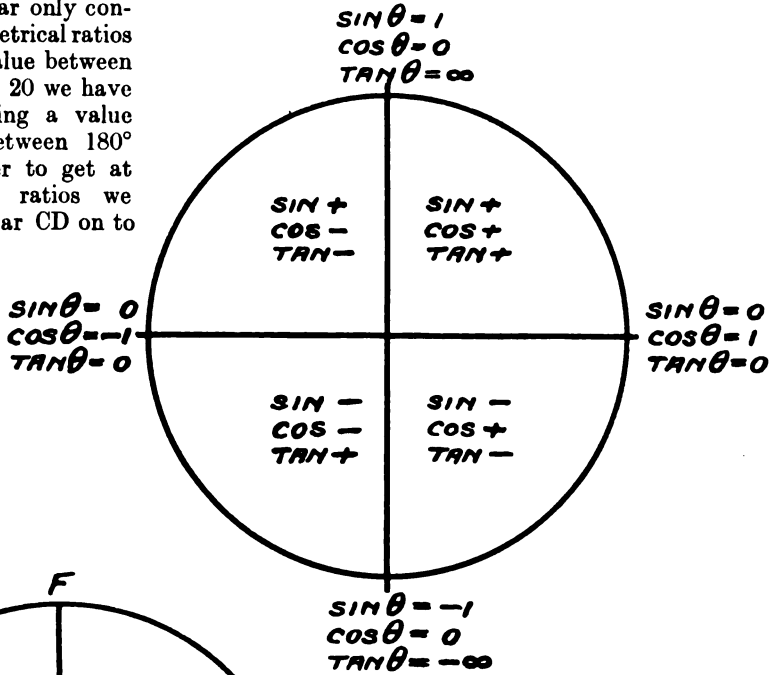 ar only con-
etrical ratios
alue between
20 we have
ing a value
etween 180°
r to get at
ratios we
ar CD on to
SIN θ = 1
COS θ = 0
TAN θ = ∞
SIN +
COS −
TAN −
SIN +
COS +
TAN +
SIN θ = 0
COS θ = −1
TAN θ = 0
SIN θ = 0
COS θ = 1
TAN θ = 0
SIN −
COS −
TAN +
SIN −
COS +
TAN −
SIN θ = −1
COS θ = 0
TAN θ = −∞
F